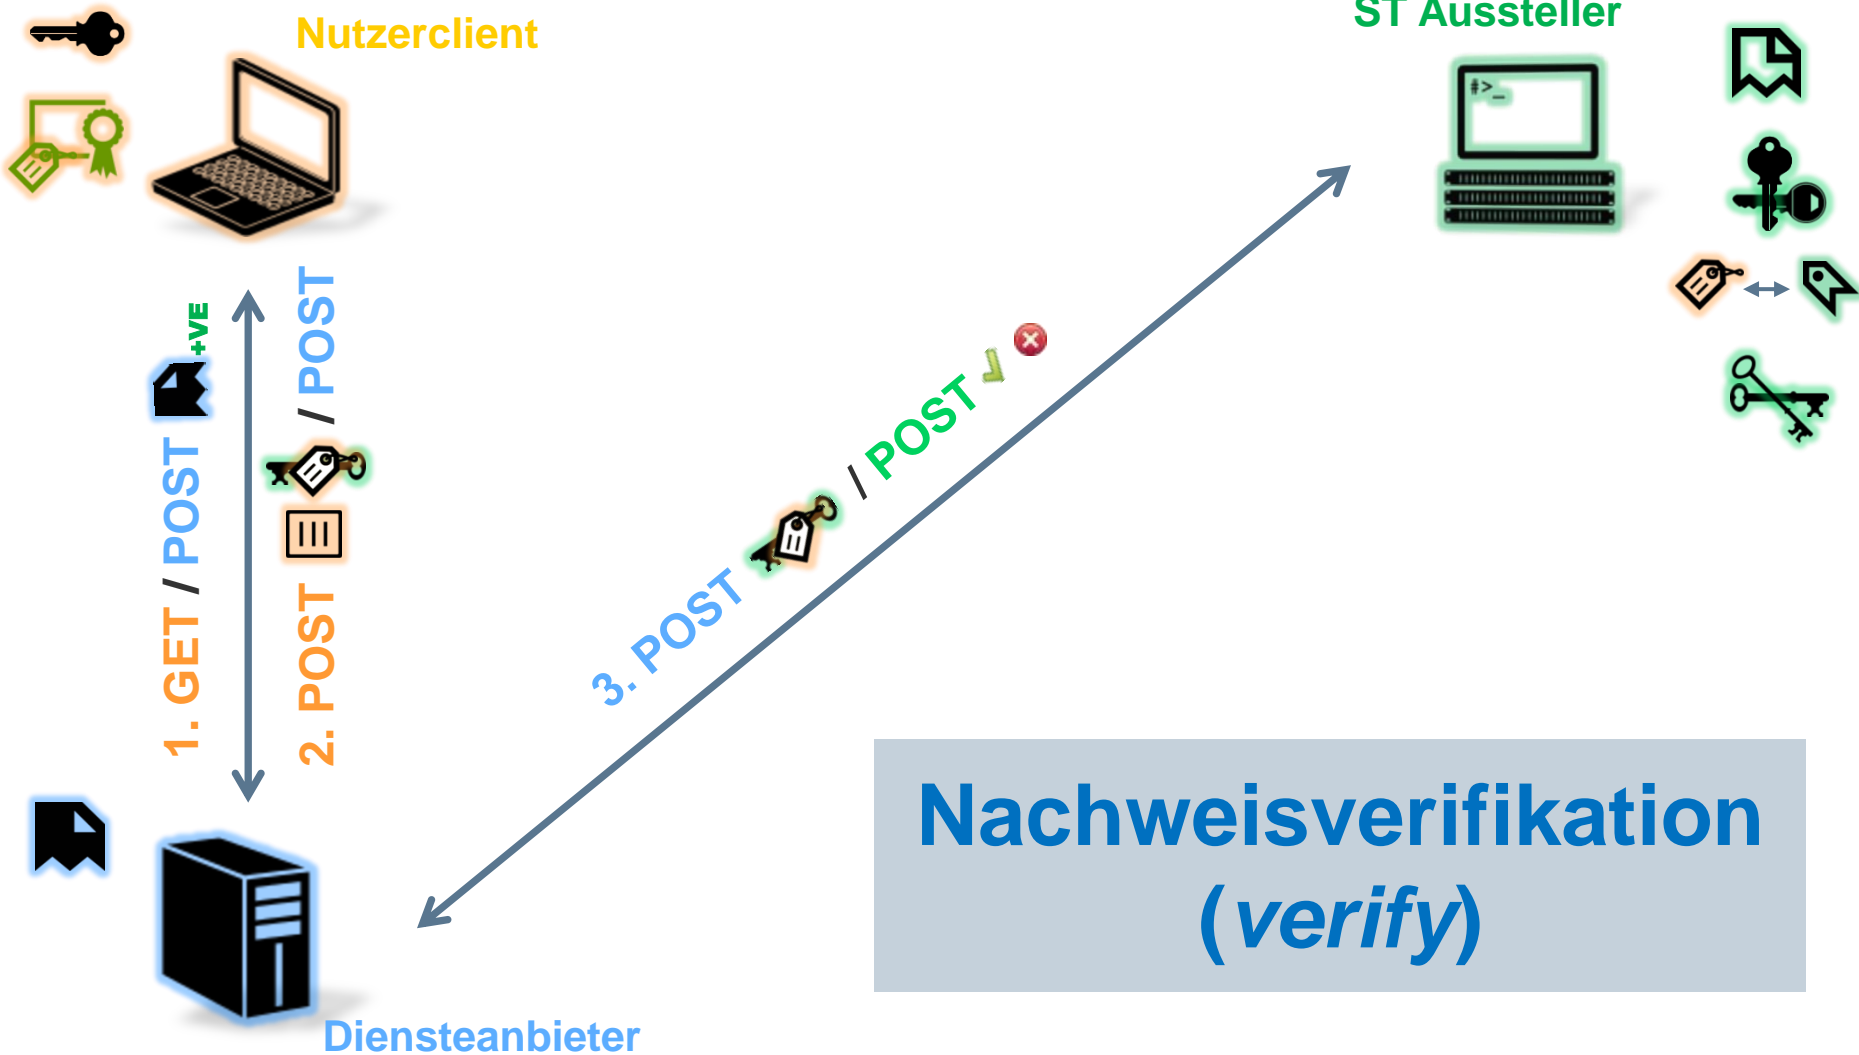 Nutzerclient
ST Aussteller
#>_
+VE
1. GET / POST
2. POST / POST
3. POST / POST
Nachweisverifikation
(verify)
Diensteanbieter